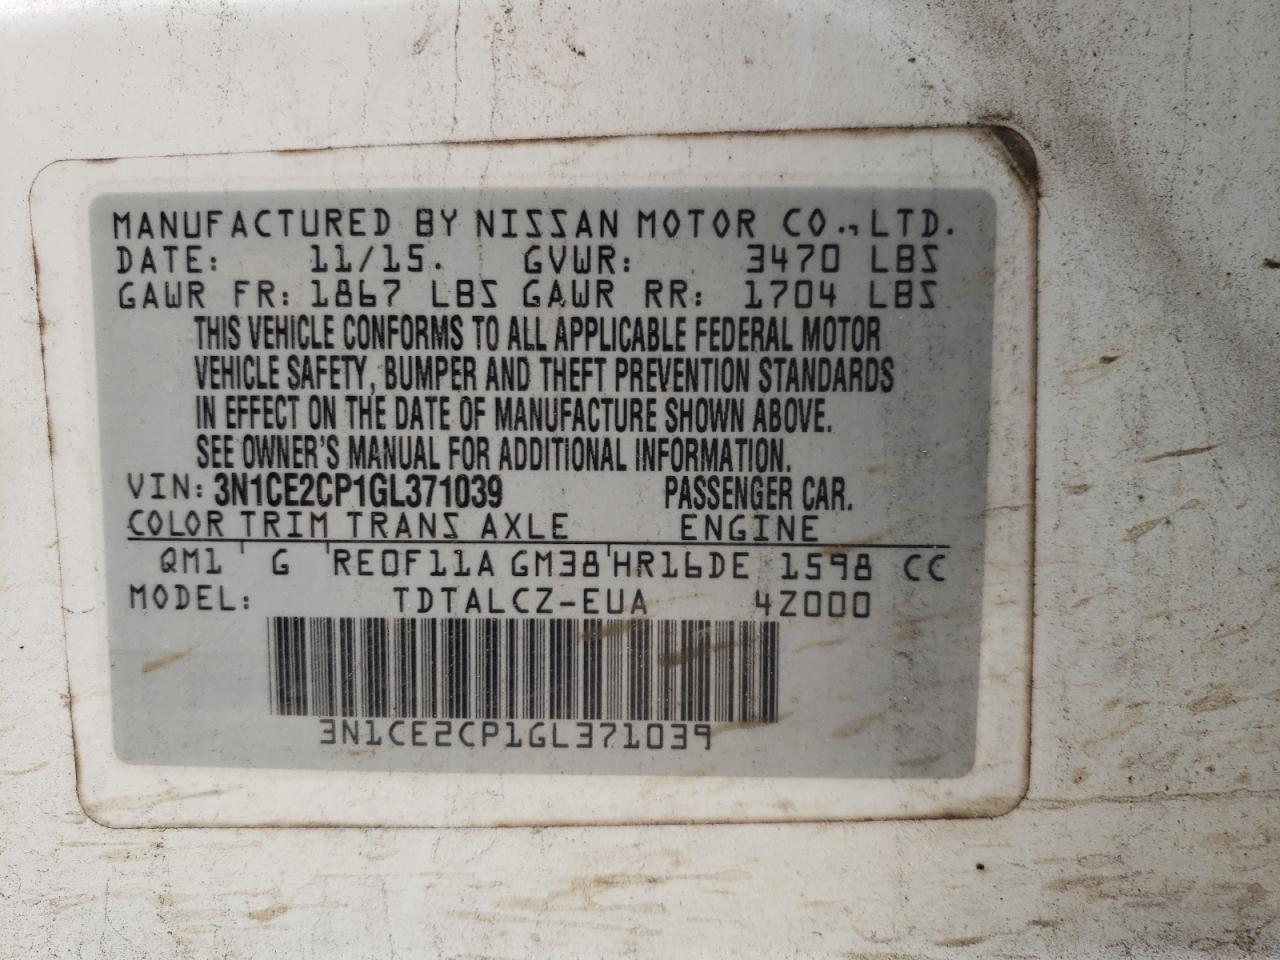 MANUFACTURED BY NISSAN MOTOR CO., LTD.
DATE: 11/15. GVWR: 3470 LBS
GAWR FR: 1867 LBS GAWR RR: 1704 LBS
THIS VEHICLE CONFORMS TO ALL APPLICABLE FEDERAL MOTOR
VEHICLE SAFETY, BUMPER AND THEFT PREVENTION STANDARDS
IN EFFECT ON THE DATE OF MANUFACTURE SHOWN ABOVE.
SEE OWNER'S MANUAL FOR ADDITIONAL INFORMATION.
VIN: 3N1CE2CP1GL371039 PASSENGER CAR.
COLOR TRIM TRANS AXLE ENGINE
QM1 G RE0F11A GM38 HR16DE 1598 CC
MODEL: TDTALCZ-EUA 4Z000
3N1CE2CP1GL371039